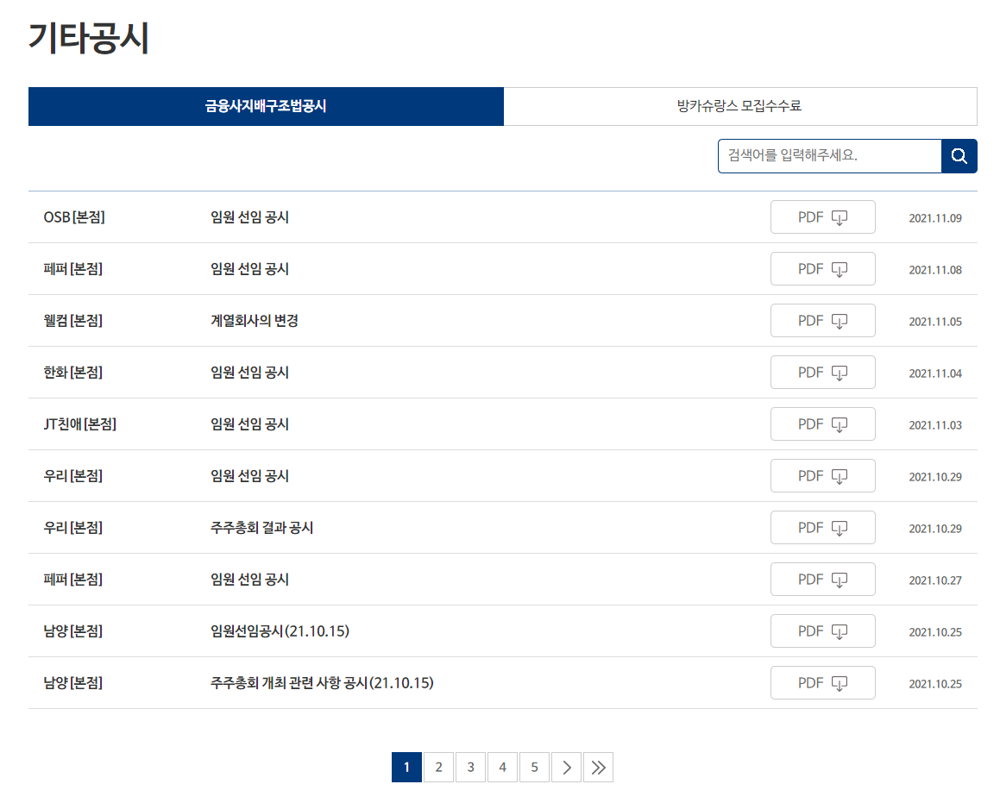 기타공시
금융사지배구조법공시 방카슈랑스 모집수수료
검색어를 입력해주세요.
OSB [본점] 임원 선임 공시 PDF 2021.11.09
페퍼 [본점] 임원 선임 공시 PDF 2021.11.08
웰컴 [본점] 계열회사의 변경 PDF 2021.11.05
한화 [본점] 임원 선임 공시 PDF 2021.11.04
JT친애 [본점] 임원 선임 공시 PDF 2021.11.03
우리 [본점] 임원 선임 공시 PDF 2021.10.29
우리 [본점] 주주총회 결과 공시 PDF 2021.10.29
페퍼 [본점] 임원 선임 공시 PDF 2021.10.27
남양 [본점] 임원선임공시(21.10.15) PDF 2021.10.25
남양 [본점] 주주총회 개최 관련 사항 공시(21.10.15) PDF 2021.10.25
1 2 3 4 5